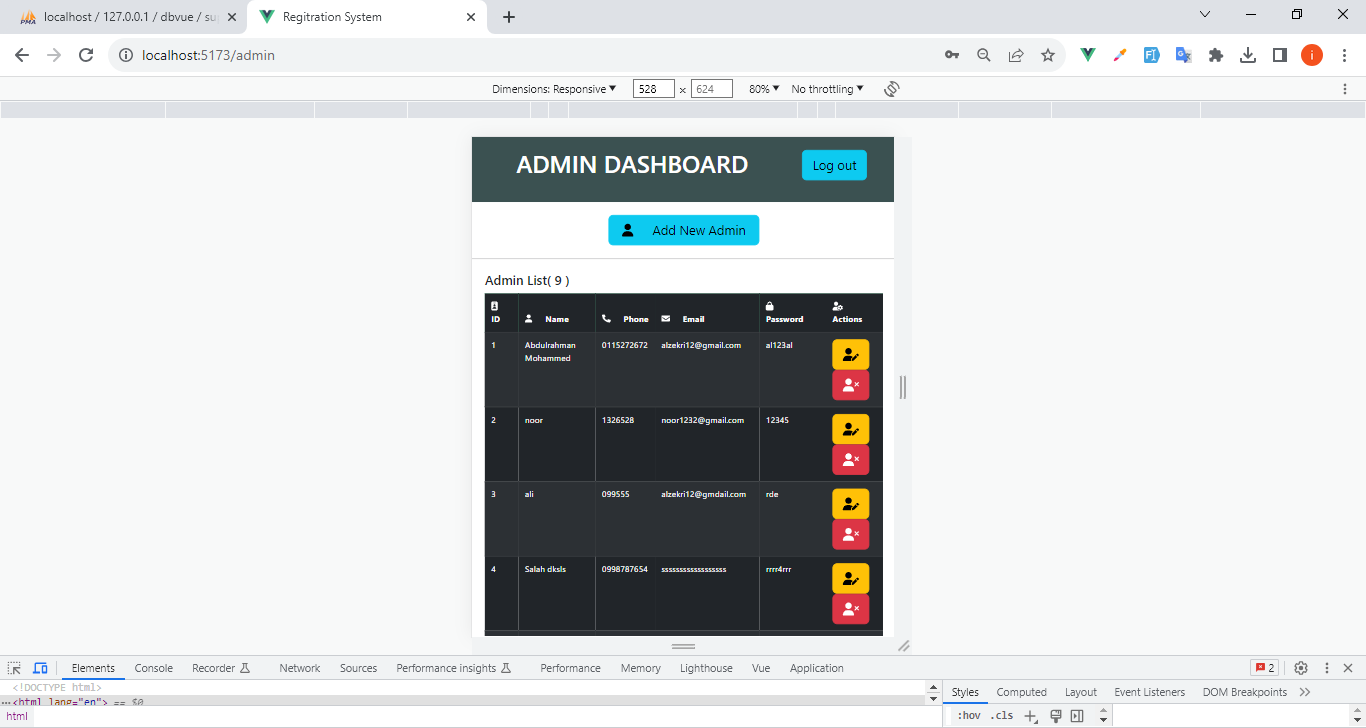 localhost / 127.0.0.1 / dbvue / su
Regitration System
localhost:5173/admin
Dimensions: Responsive 528 × 624 80% No throttling
ADMIN DASHBOARD
Log out
Add New Admin
Admin List( 9 )
ID Name Phone Email Password Actions
1 Abdulrahman Mohammed 0115272672 alzekri12@gmail.com al123al
2 noor 1326528 noor1232@gmail.com 12345
3 ali 099555 alzekri12@gmdail.com rde
4 Salah dksls 0998787654 ssssssssssssssssss rrrr4rrr
Elements Console Recorder Network Sources Performance insights Performance Memory Lighthouse Vue Application 2
<!DOCTYPE html>
<html lang="en"> == $0
html
Styles Computed Layout Event Listeners DOM Breakpoints
:hov .cls